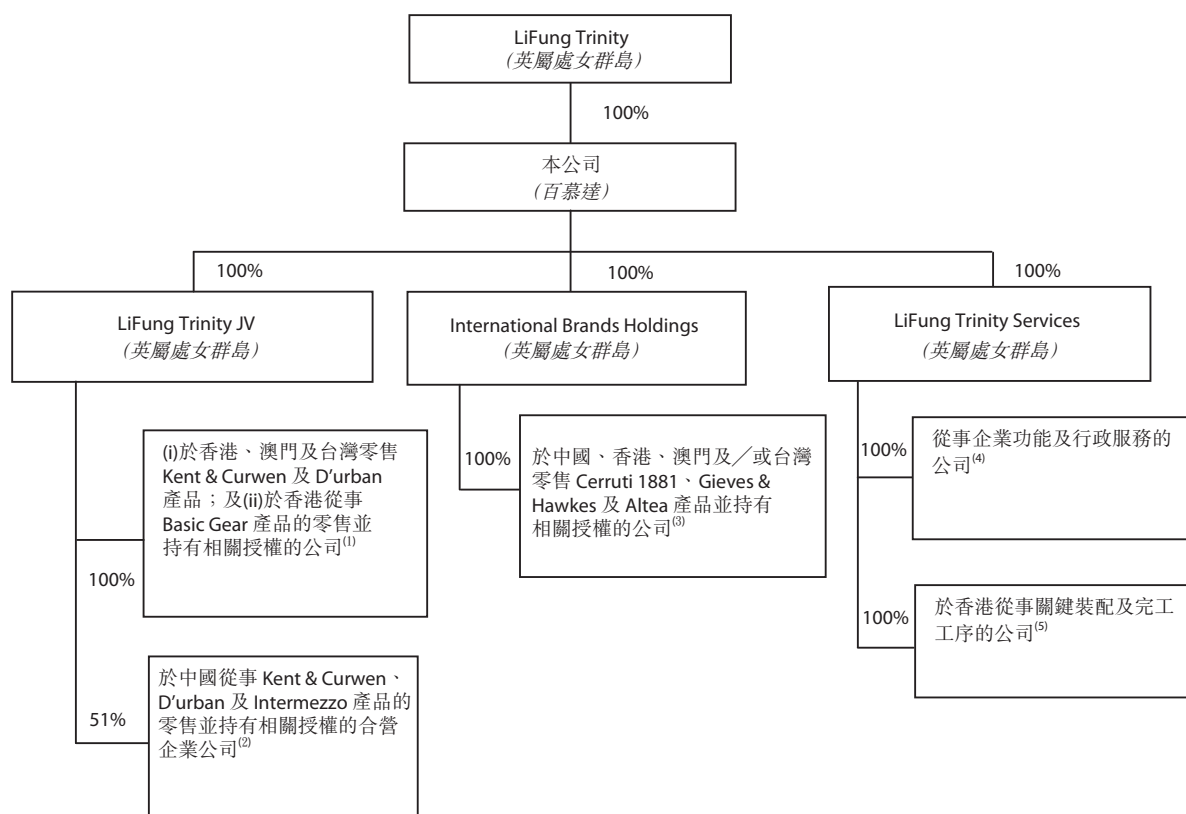 LiFung Trinity
(英屬處女群島)
100%
本公司
(百慕達)
100%
100%
100%
LiFung Trinity JV
(英屬處女群島)
International Brands Holdings
(英屬處女群島)
LiFung Trinity Services
(英屬處女群島)
(i)於香港、澳門及台灣零售
Kent & Curwen 及 D'urban
產品；及(ii)於香港從事
Basic Gear 產品的零售並
持有相關授權的公司(1)
100%
於中國從事 Kent & Curwen、
D'urban 及 Intermezzo 產品的
零售並持有相關授權的合營
企業公司(2)
51%
100%
於中國、香港、澳門及╱或台灣
零售 Cerruti 1881、Gieves &
Hawkes 及 Altea 產品並持有
相關授權的公司(3)
100%
從事企業功能及行政服務的
公司(4)
100%
於香港從事關鍵裝配及完工
工序的公司(5)